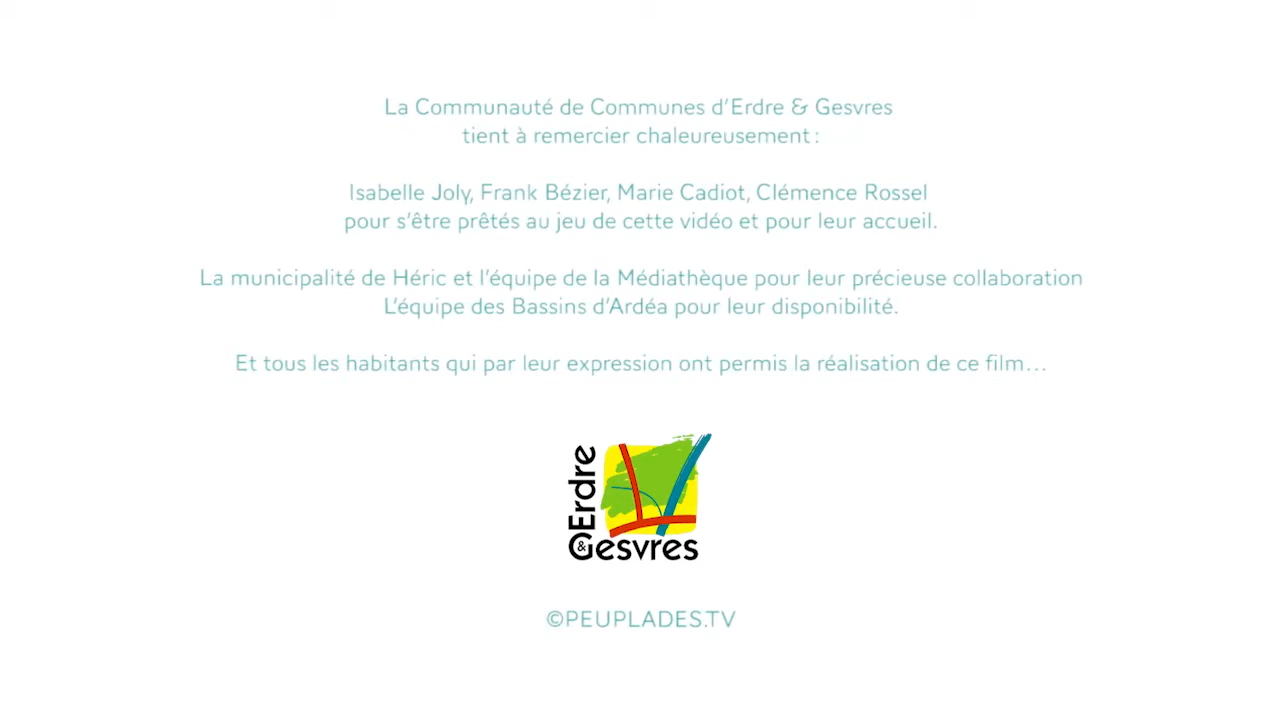 La Communauté de Communes d'Erdre & Gesvres
tient à remercier chaleureusement :
Isabelle Joly, Frank Bézier, Marie Cadiot, Clémence Rossel
pour s'être prêtés au jeu de cette vidéo et pour leur accueil.
La municipalité de Héric et l'équipe de la Médiathèque pour leur précieuse collaboration
L'équipe des Bassins d'Ardéa pour leur disponibilité.
Et tous les habitants qui par leur expression ont permis la réalisation de ce film...
Erdre
& Gesvres
©PEUPLADES.TV